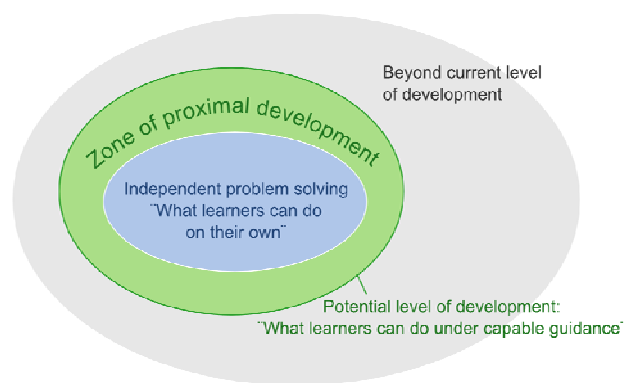 Beyond current level
of development
Zone of proximal development
Independent problem solving
¨What learners can do
on their own¨
Potential level of development:
¨What learners can do under capable guidance¨